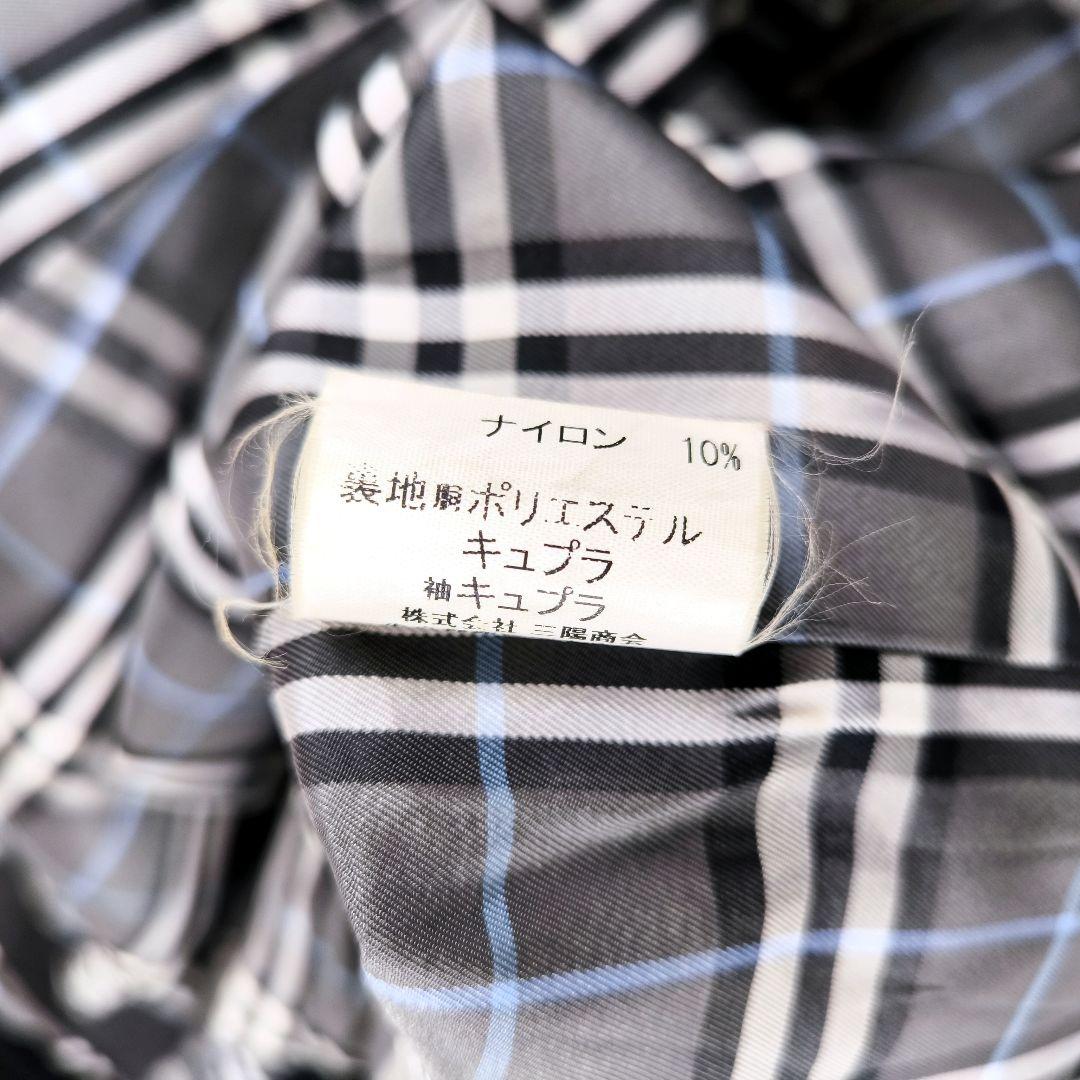 ナイロン 10%
裏地胴ポリエステル
キュプラ
袖キュプラ
株式会社 三陽商会